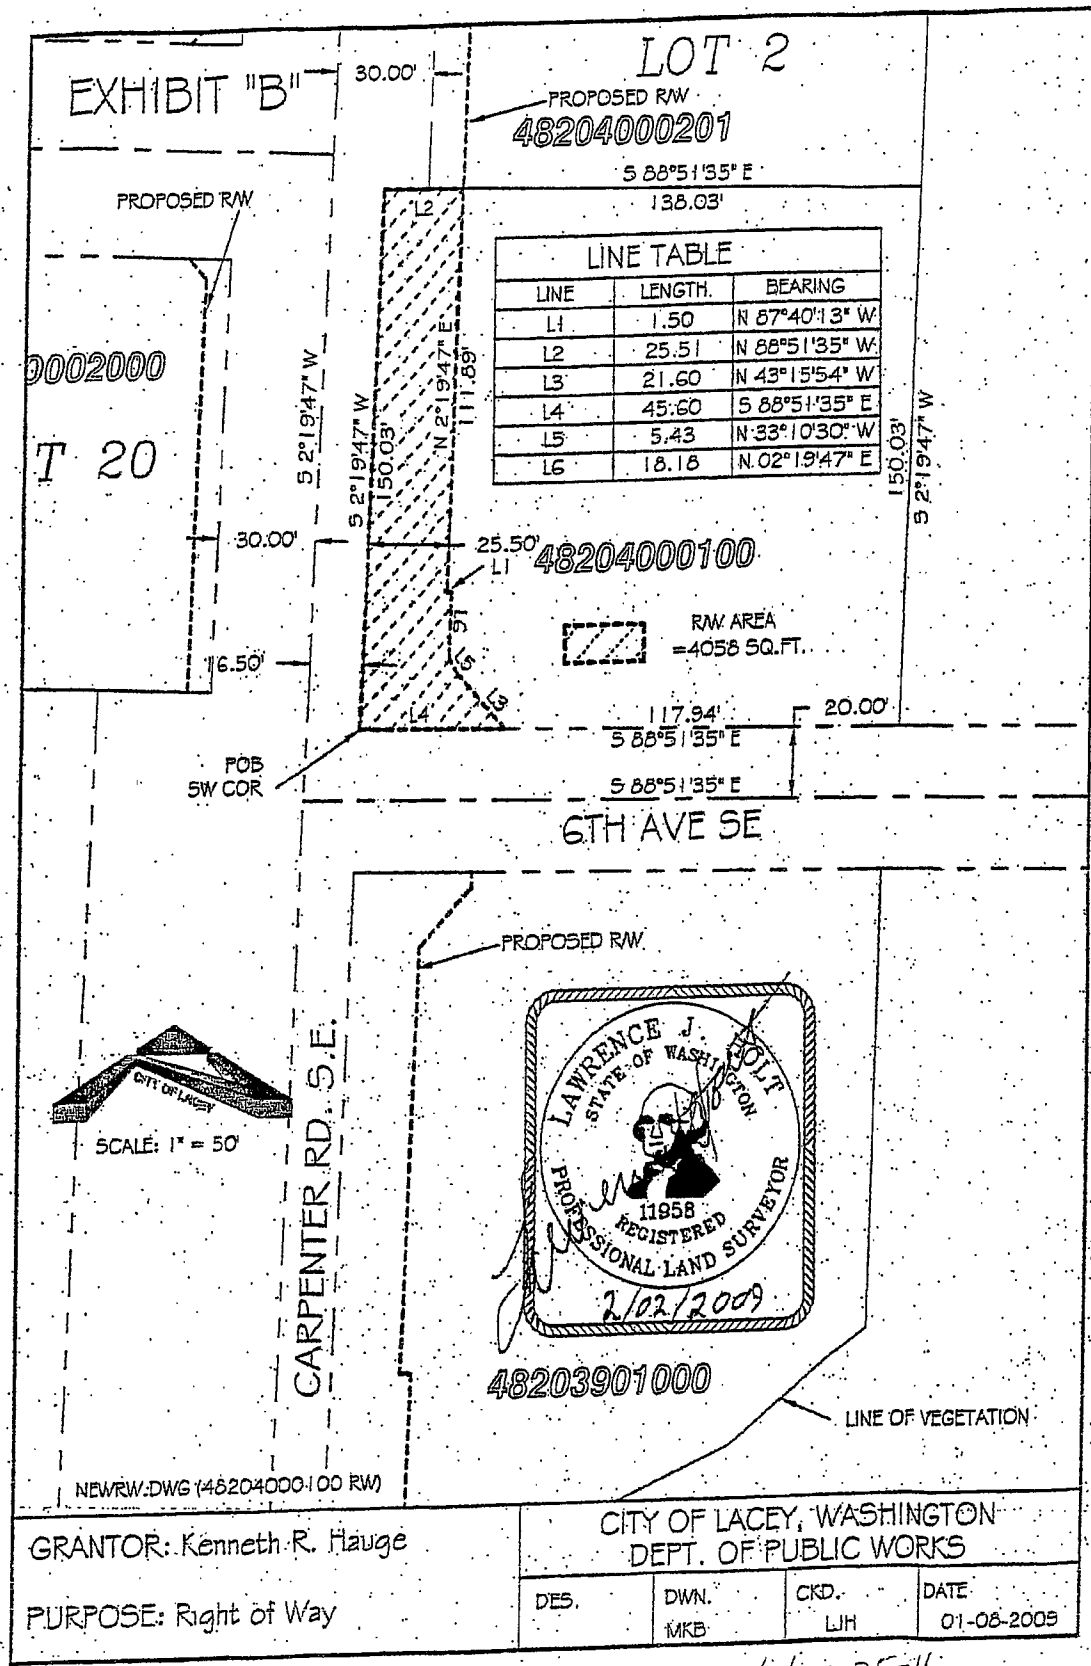 EXHIBIT "B"
30.00'
LOT 2
PROPOSED R/W
48204000201
S 88°51'35" E
138.03'
PROPOSED R/W
L2
LINE TABLE
LINE LENGTH. BEARING
L1 1.50 N 87°40'13" W
L2 25.51 N 88°51'35" W
L3 21.60 N 43°15'54" W
L4 45.60 S 88°51'35" E
L5 5.43 N 33°10'30" W
L6 18.18 N 02°19'47" E
0002000
T 20
S 2°19'47" W
S 2°19'47" W
150.03'
N 2°19'47" E
111.89'
150.03'
S 2°19'47" W
30.00'
25.50'
L1
48204000100
L6
R/W AREA
=4058 SQ.FT.
16.50'
L5
L3
L4
117.94'
20.00'
S 88°51'35" E
POB
SW COR
S 88°51'35" E
6TH AVE SE
PROPOSED R/W
CITY OF LACEY
SCALE: 1" = 50'
CARPENTER RD. S.E.
LAWRENCE J. HOLT
STATE OF WASHINGTON
11958
REGISTERED
PROFESSIONAL LAND SURVEYOR
2/02/2009
48203901000
LINE OF VEGETATION
NEWRW.DWG (48204000100 RW)
GRANTOR: Kenneth R. Hauge
PURPOSE: Right of Way
CITY OF LACEY, WASHINGTON
DEPT. OF PUBLIC WORKS
DES. DWN. CKD. DATE
MKB LJH 01-08-2009